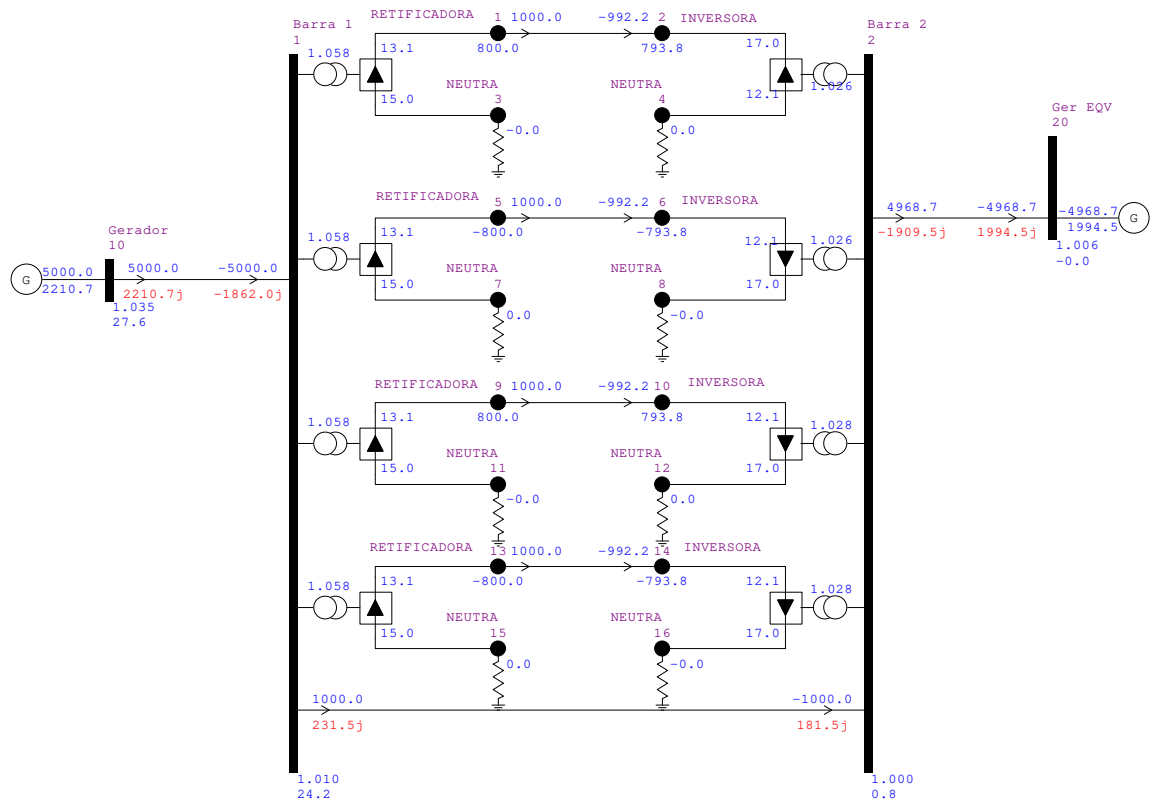 RETIFICADORA 1 1000.0 -992.2 2 INVERSORA
Barra 1
1
Barra 2
2
13.1 800.0 793.8 17.0
1.058
1.026
NEUTRA NEUTRA
15.0 3 4 12.1
-0.0 0.0
Ger EQV
20
RETIFICADORA 5 1000.0 -992.2 6 INVERSORA
13.1 -800.0 -793.8 12.1
1.058
1.026
4968.7 -4968.7
-1909.5j 1994.5j
-4968.7
1994.5
G
1.006
-0.0
Gerador
10
G
5000.0
2210.7
5000.0 -5000.0
2210.7j -1862.0j
1.035
27.6
NEUTRA NEUTRA
15.0 7 8 17.0
0.0 -0.0
RETIFICADORA 9 1000.0 -992.2 10 INVERSORA
13.1 800.0 793.8 12.1
1.058
1.028
NEUTRA NEUTRA
15.0 11 12 17.0
-0.0 0.0
RETIFICADORA 13 1000.0 -992.2 14 INVERSORA
13.1 -800.0 -793.8 12.1
1.058
1.028
NEUTRA NEUTRA
15.0 15 16 17.0
0.0 -0.0
1000.0 -1000.0
231.5j 181.5j
1.010
24.2
1.000
0.8